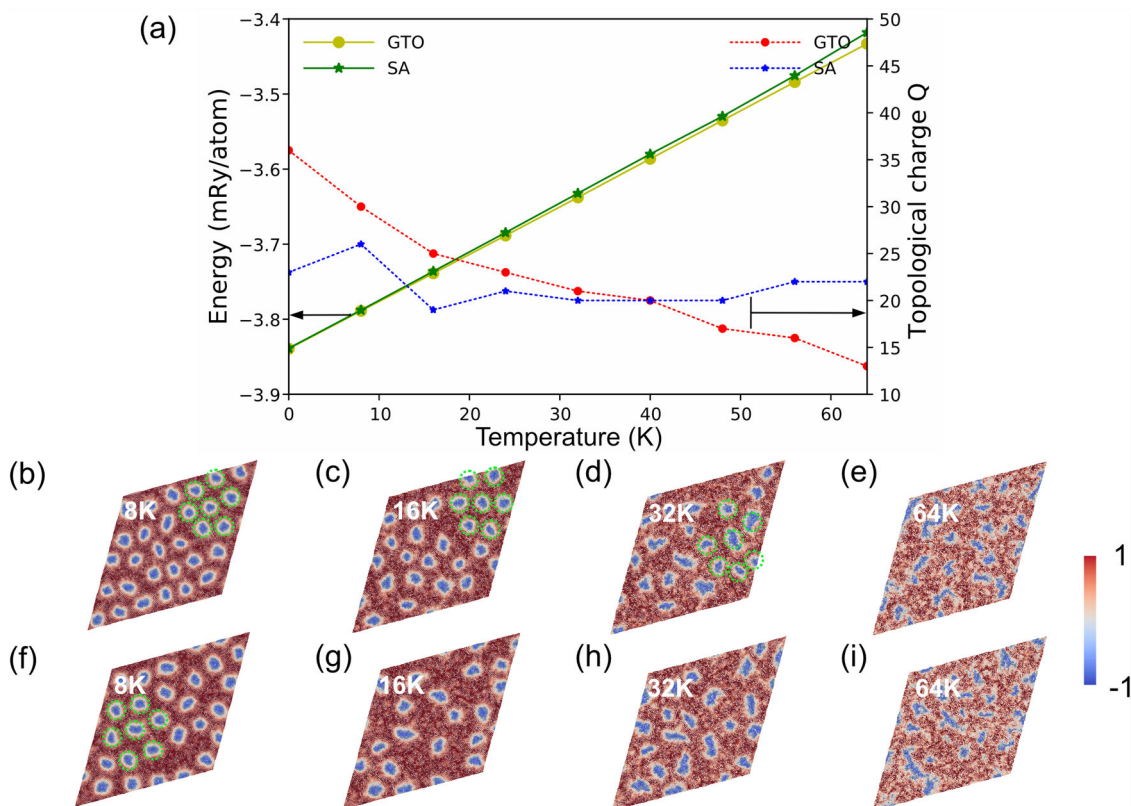 (a)
−3.4
−3.5
−3.6
−3.7
−3.8
−3.9
Energy (mRy/atom)
GTO
SA
GTO
SA
50
45
40
35
30
25
20
15
10
Topological charge Q
0 10 20 30 40 50 60
Temperature (K)
(b) (c) (d) (e)
8K 16K 32K 64K
(f) (g) (h) (i)
8K 16K 32K 64K
1
-1